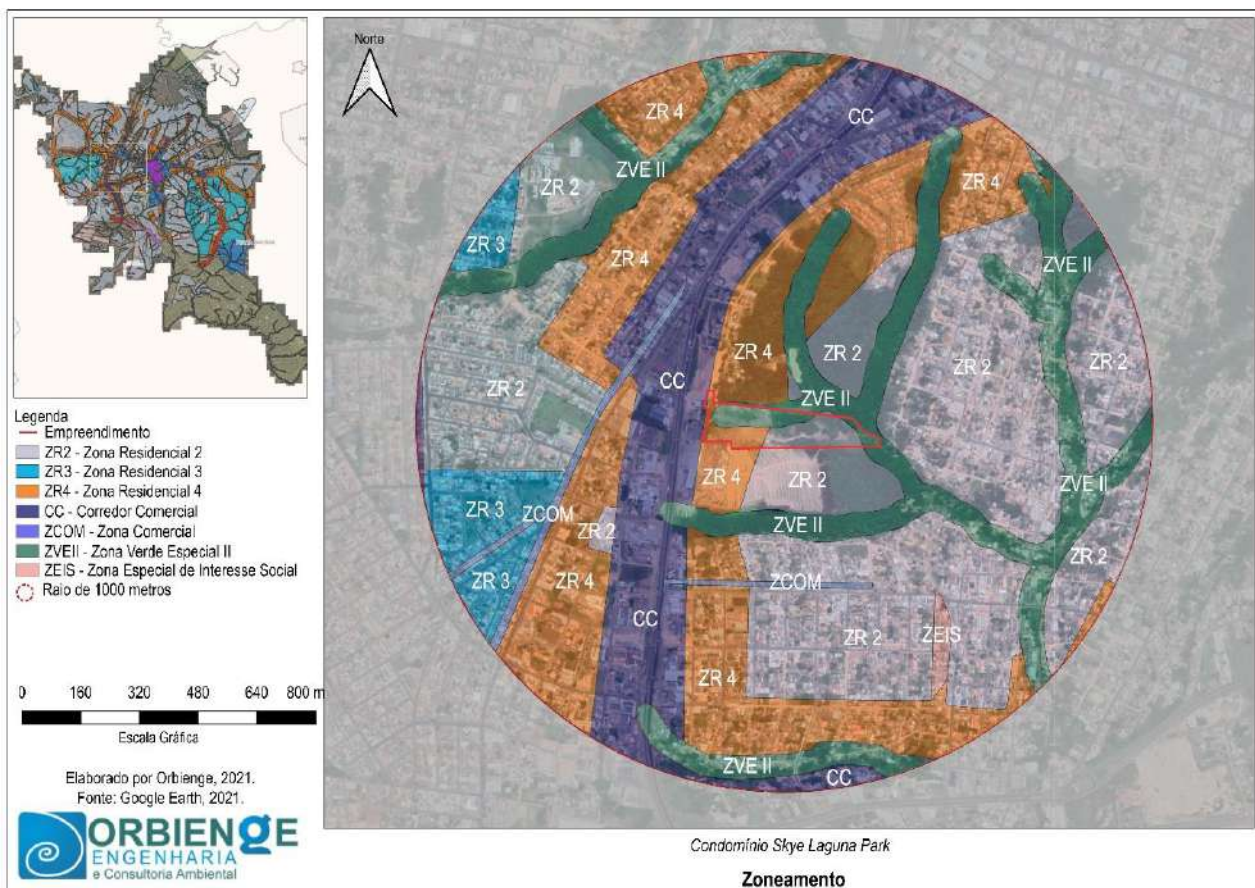 Norte
Legenda
Empreendimento
ZR2 - Zona Residencial 2
ZR3 - Zona Residencial 3
ZR4 - Zona Residencial 4
CC - Corredor Comercial
ZCOM - Zona Comercial
ZVEII - Zona Verde Especial II
ZEIS - Zona Especial de Interesse Social
Raio de 1000 metros
0 160 320 480 640 800 m
Escala Gráfica
Elaborado por Orbienge, 2021.
Fonte: Google Earth, 2021.
ORBIENGE
ENGENHARIA
e Consultoria Ambiental
ZR 4
CC
ZVE II
ZR 2
ZR 4
ZR 3
ZR 4
ZVE II
ZR 4
ZR 2
ZR 2
ZR 2
CC
ZVE II
ZR 2
ZR 4
ZR 2
ZR 3
ZCOM
ZVE II
ZR 2
ZVE II
ZR 2
ZR 3
ZR 4
ZCOM
CC
ZR 2
ZEIS
ZR 4
ZVE II
CC
Condomínio Skye Laguna Park
Zoneamento